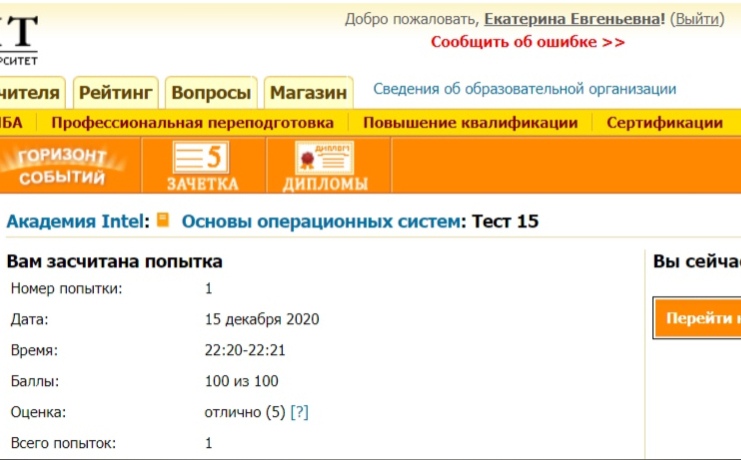 Добро пожаловать, Екатерина Евгеньевна! (Выйти)
Сообщить об ошибке >>
ИТ
РСИТЕТ
чителя Рейтинг Вопросы Магазин Сведения об образовательной организации
МБА Профессиональная переподготовка Повышение квалификации Сертификации
ГОРИЗОНТ СОБЫТИЙ 5 ЗАЧЕТКА ДИПЛОМ ДИПЛОМЫ
Академия Intel: Основы операционных систем: Тест 15
Вам засчитана попытка
Номер попытки: 1
Дата: 15 декабря 2020
Время: 22:20-22:21
Баллы: 100 из 100
Оценка: отлично (5) [?]
Всего попыток: 1
Вы сейча
Перейти